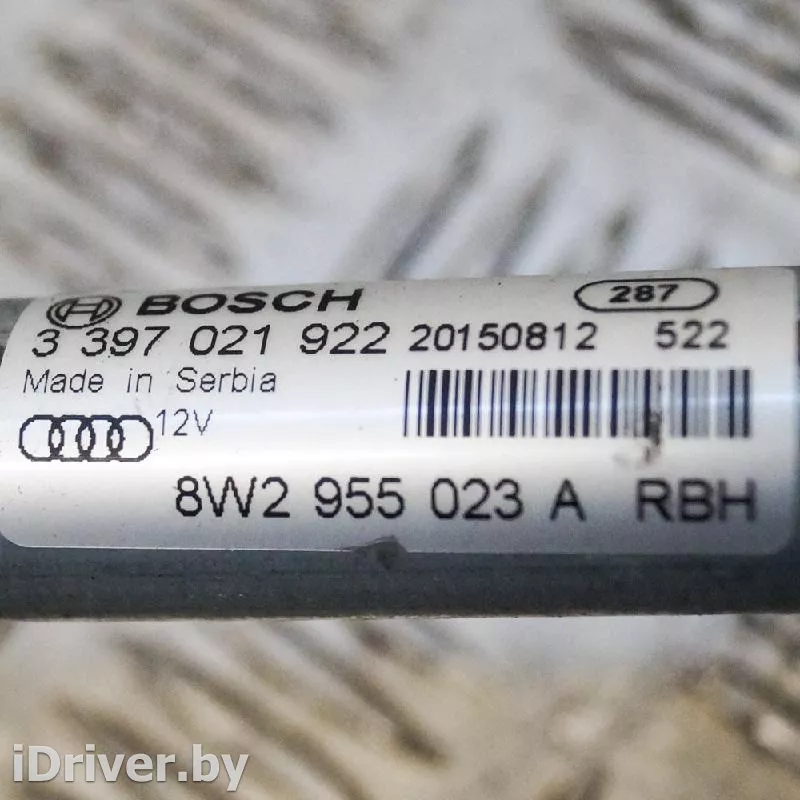 BOSCH 287
3 397 021 922 20150812 522
Made in Serbia
12V
8W2 955 023 A RBH
iDriver.by